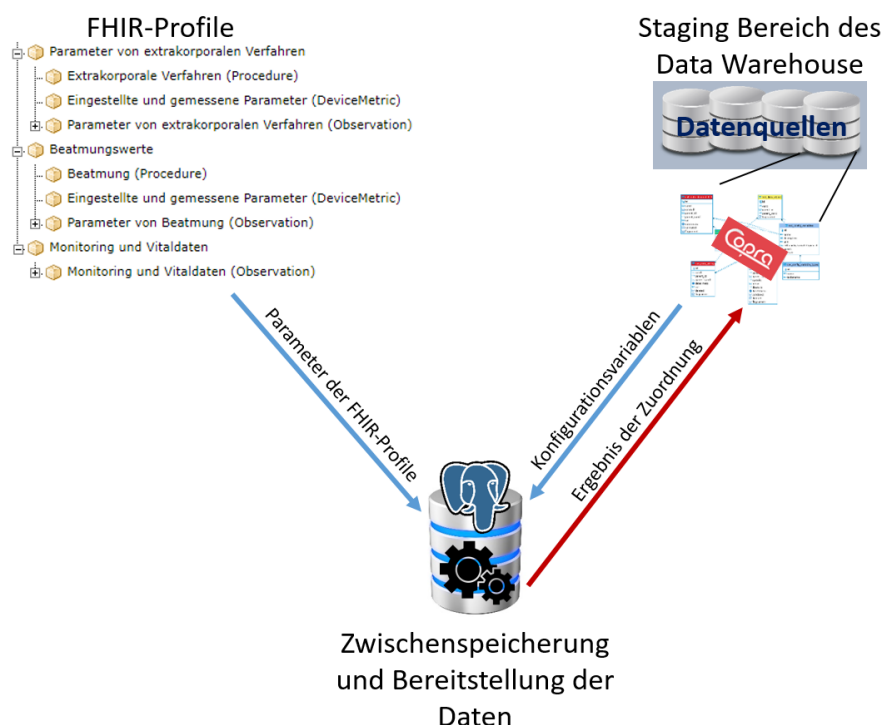 FHIR-Profile
Parameter von extrakorporalen Verfahren
Extrakorporale Verfahren (Procedure)
Eingestellte und gemessene Parameter (DeviceMetric)
Parameter von extrakorporalen Verfahren (Observation)
Beatmungswerte
Beatmung (Procedure)
Eingestellte und gemessene Parameter (DeviceMetric)
Parameter von Beatmung (Observation)
Monitoring und Vitaldaten
Monitoring und Vitaldaten (Observation)
Staging Bereich des
Data Warehouse
Datenquellen
Copra
Parameter der FHIR-Profile
Konfigurationsvariablen
Ergebnis der Zuordnung
Zwischenspeicherung
und Bereitstellung der
Daten